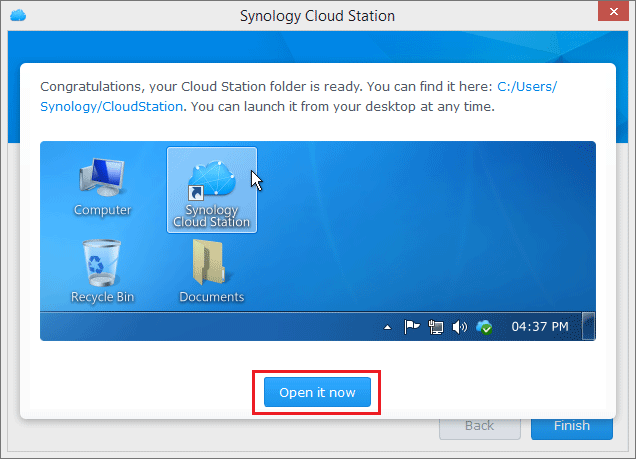 Synology Cloud Station
Congratulations, your Cloud Station folder is ready. You can find it here: C:/Users/
Synology/CloudStation. You can launch it from your desktop at any time.
Computer
Synology
Cloud Station
Recycle Bin
Documents
04:37 PM
Open it now
Back
Finish